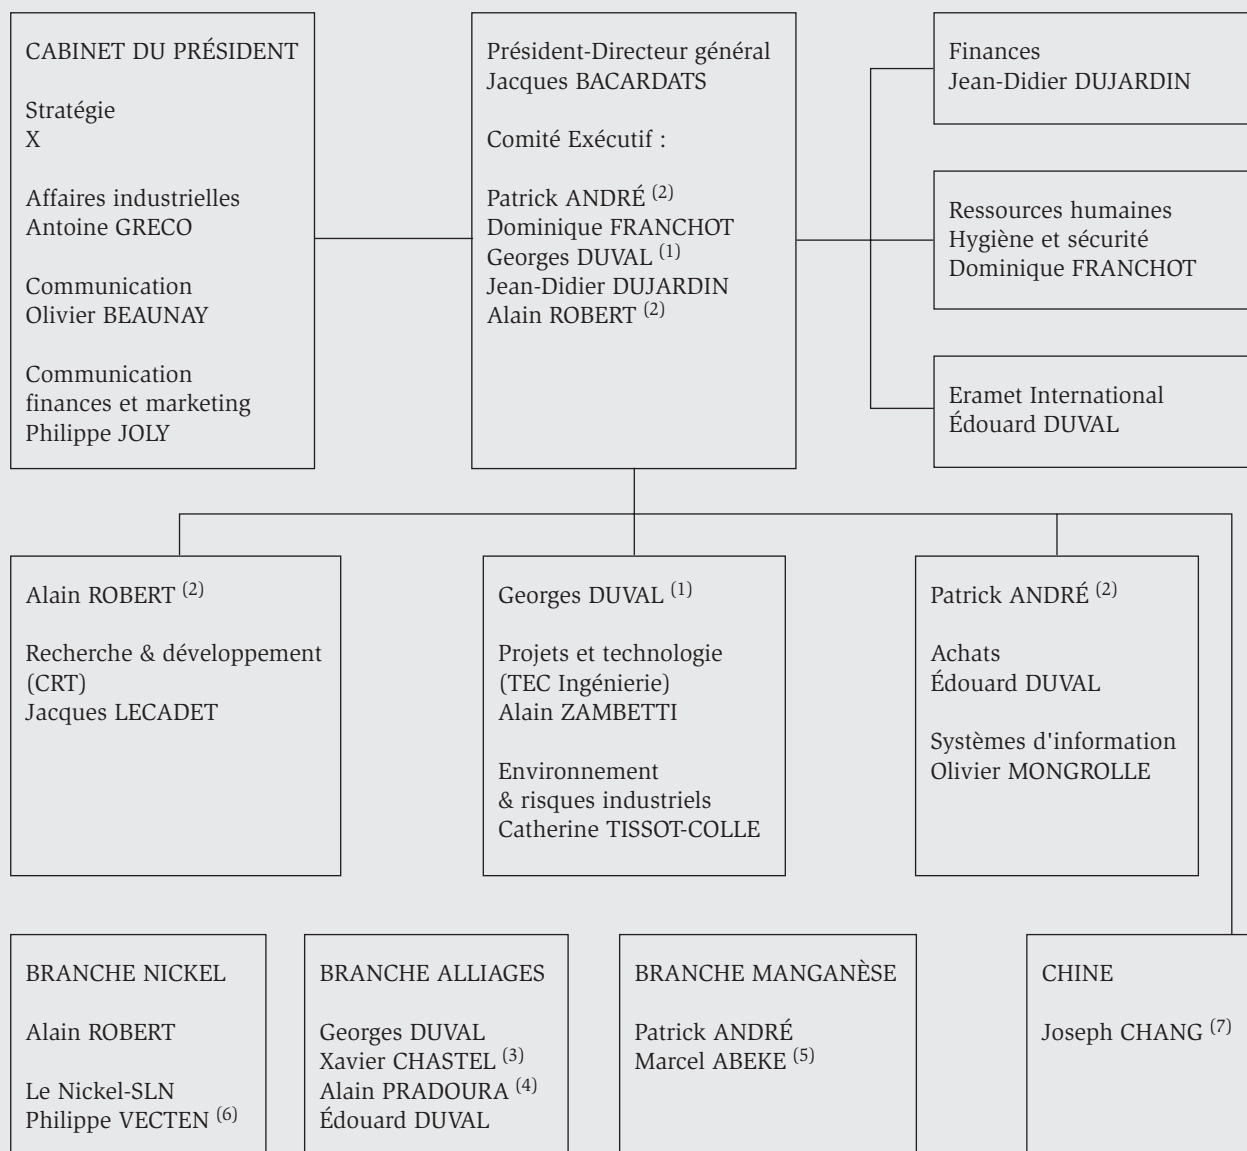 CABINET DU PRÉSIDENT
Stratégie
X
Affaires industrielles
Antoine GRECO
Communication
Olivier BEAUNAY
Communication
finances et marketing
Philippe JOLY
Président-Directeur général
Jacques BACARDATS
Comité Exécutif :
Patrick ANDRÉ (2)
Dominique FRANCHOT
Georges DUVAL (1)
Jean-Didier DUJARDIN
Alain ROBERT (2)
Finances
Jean-Didier DUJARDIN
Ressources humaines
Hygiène et sécurité
Dominique FRANCHOT
Eramet International
Édouard DUVAL
Alain ROBERT (2)
Recherche & développement
(CRT)
Jacques LECADET
Georges DUVAL (1)
Projets et technologie
(TEC Ingénierie)
Alain ZAMBETTI
Environnement
& risques industriels
Catherine TISSOT-COLLE
Patrick ANDRÉ (2)
Achats
Édouard DUVAL
Systèmes d'information
Olivier MONGROLLE
BRANCHE NICKEL
Alain ROBERT
Le Nickel-SLN
Philippe VECTEN (6)
BRANCHE ALLIAGES
Georges DUVAL
Xavier CHASTEL (3)
Alain PRADOURA (4)
Édouard DUVAL
BRANCHE MANGANÈSE
Patrick ANDRÉ
Marcel ABEKE (5)
CHINE
Joseph CHANG (7)